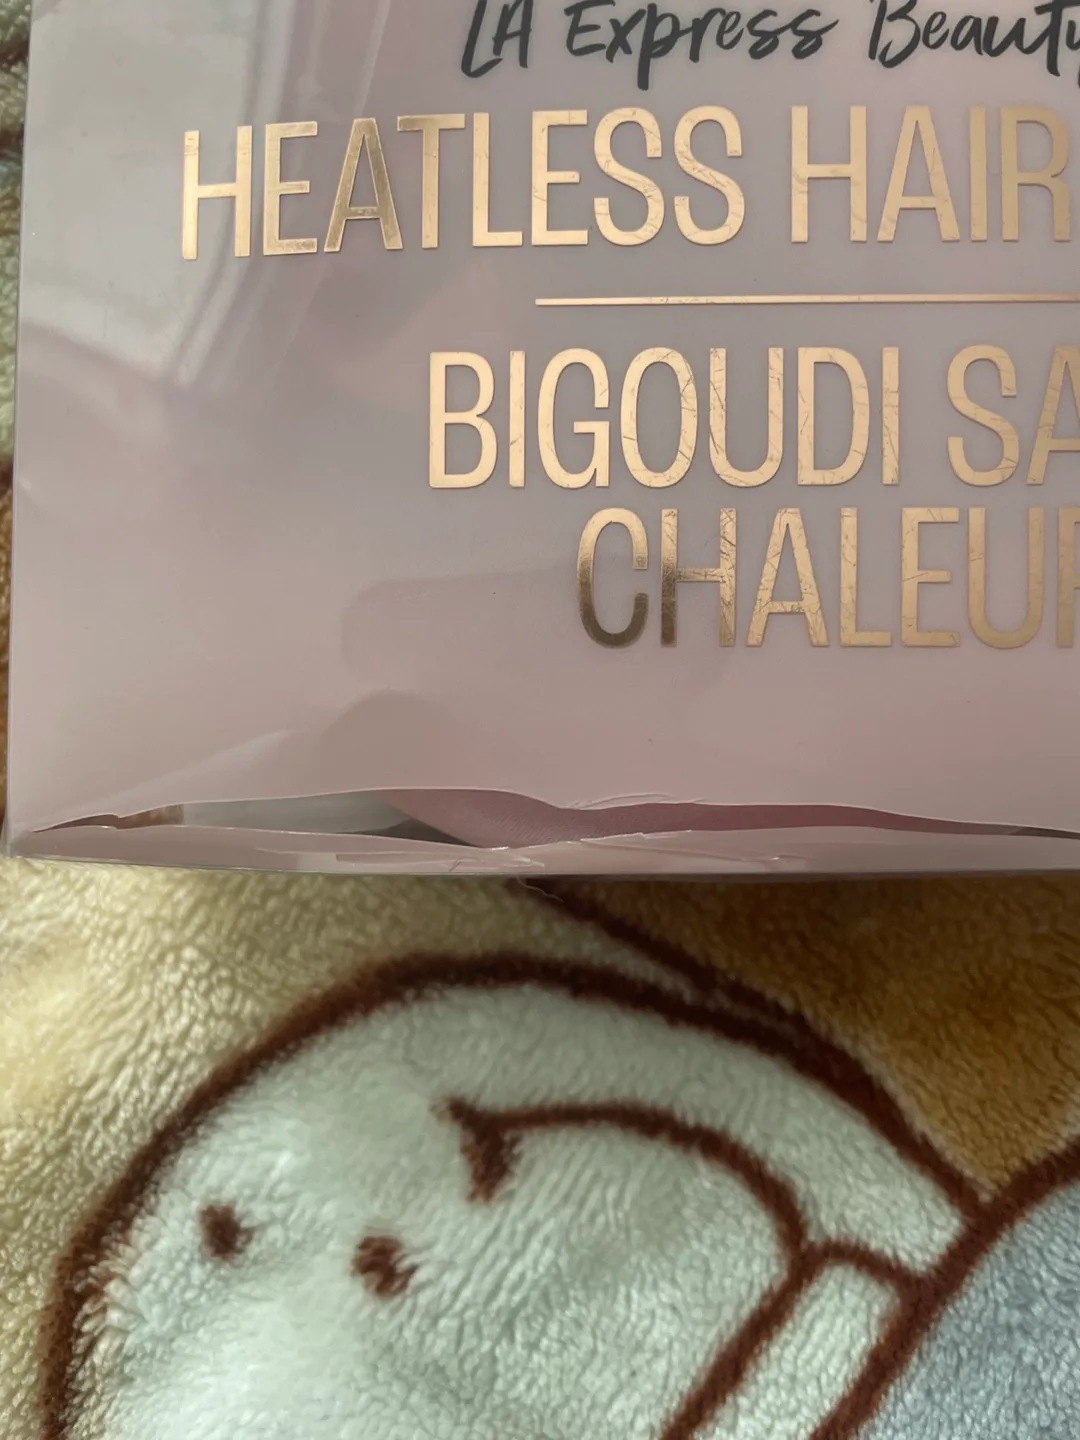 LA Express Beauty
HEATLESS HAIR
BIGOUDI SA
CHALEUR